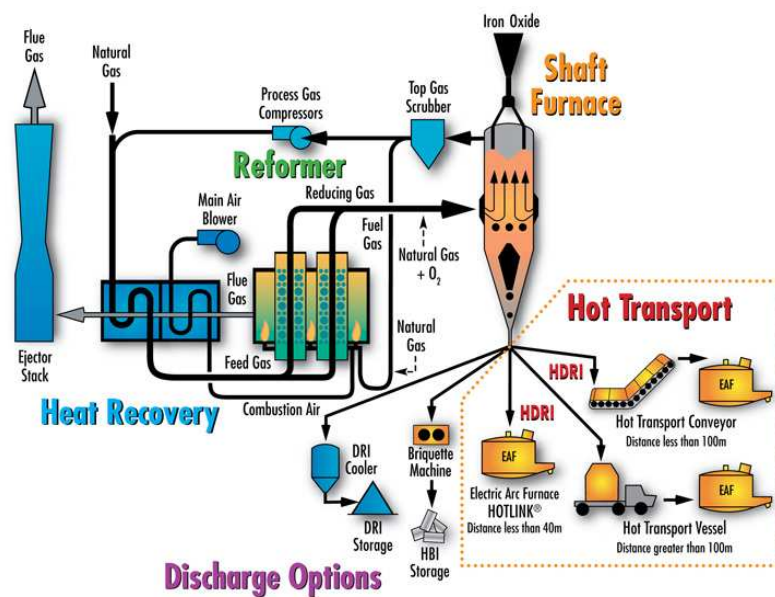 Iron Oxide
Flue
Gas
Natural
Gas
Shaft
Furnace
Process Gas
Compressors
Top Gas
Scrubber
Reformer
Reducing Gas
Main Air
Blower
Fuel
Gas
Natural Gas
+ O2
Flue
Gas
Hot Transport
Ejector
Stack
Feed Gas
Natural
Gas
HDRI
EAF
Heat Recovery
Combustion Air
HDRI
Hot Transport Conveyor
Distance less than 100m
DRI
Cooler
Briquette
Machine
EAF
EAF
Electric Arc Furnace
HOTLINK®
Distance less than 40m
DRI
Storage
HBI
Storage
Hot Transport Vessel
Distance greater than 100m
Discharge Options